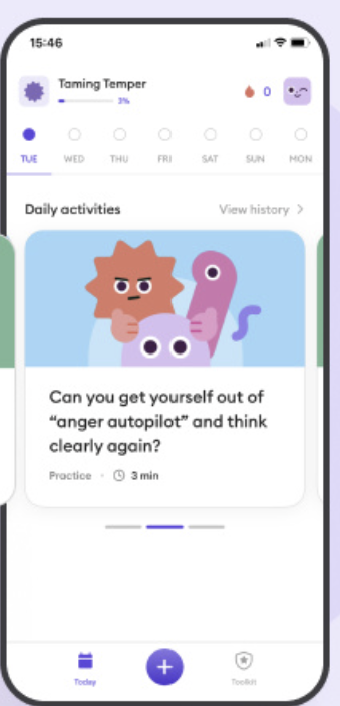 15:46
Taming Temper
3%
0
TUE WED THU FRI SAT SUN MON
Daily activities View history >
Can you get yourself out of
“anger autopilot” and think
clearly again?
Practice · 3 min
Today Toolkit